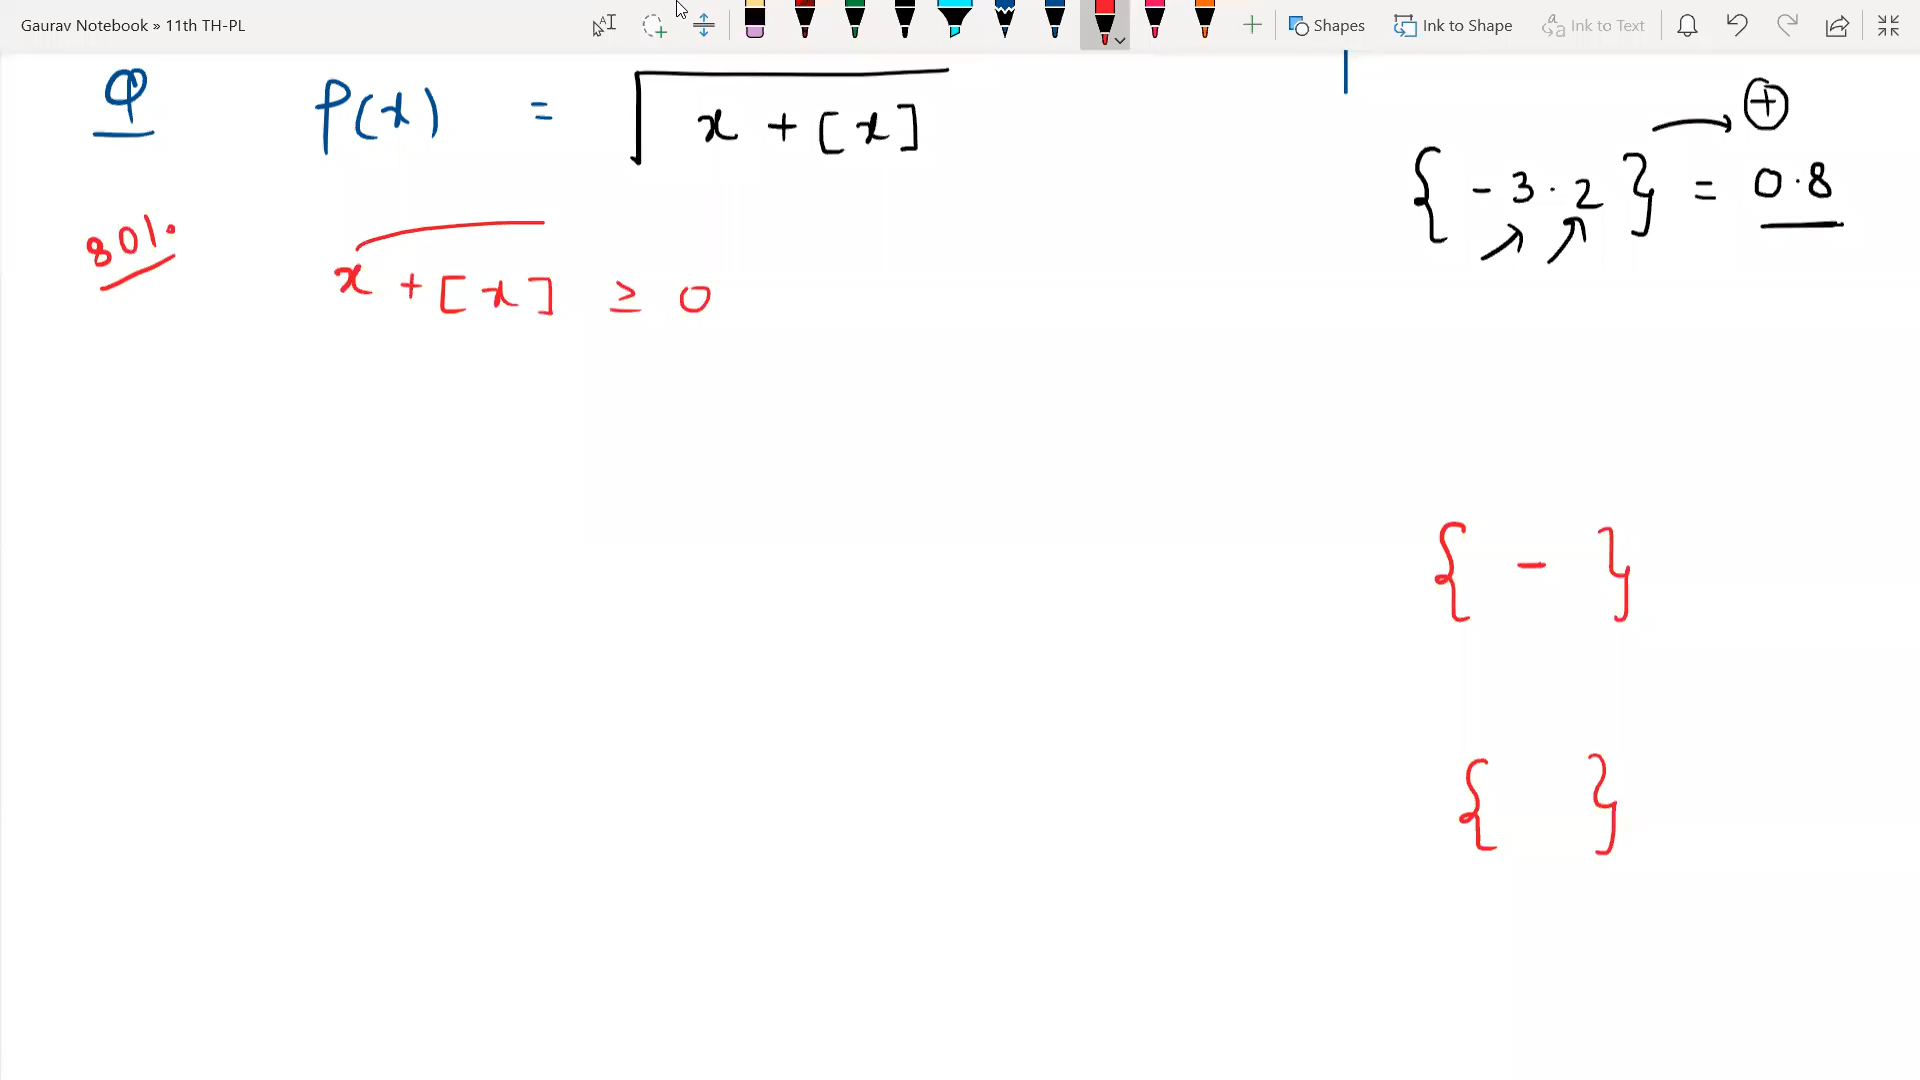 Gaurav Notebook » 11th TH-PL
Shapes
Ink to Shape
Ink to Text
Q P(x) = √x + [x]
{-3.2} = 0.8
+
80%
x + [x] ≥ 0
{ - }
{ }